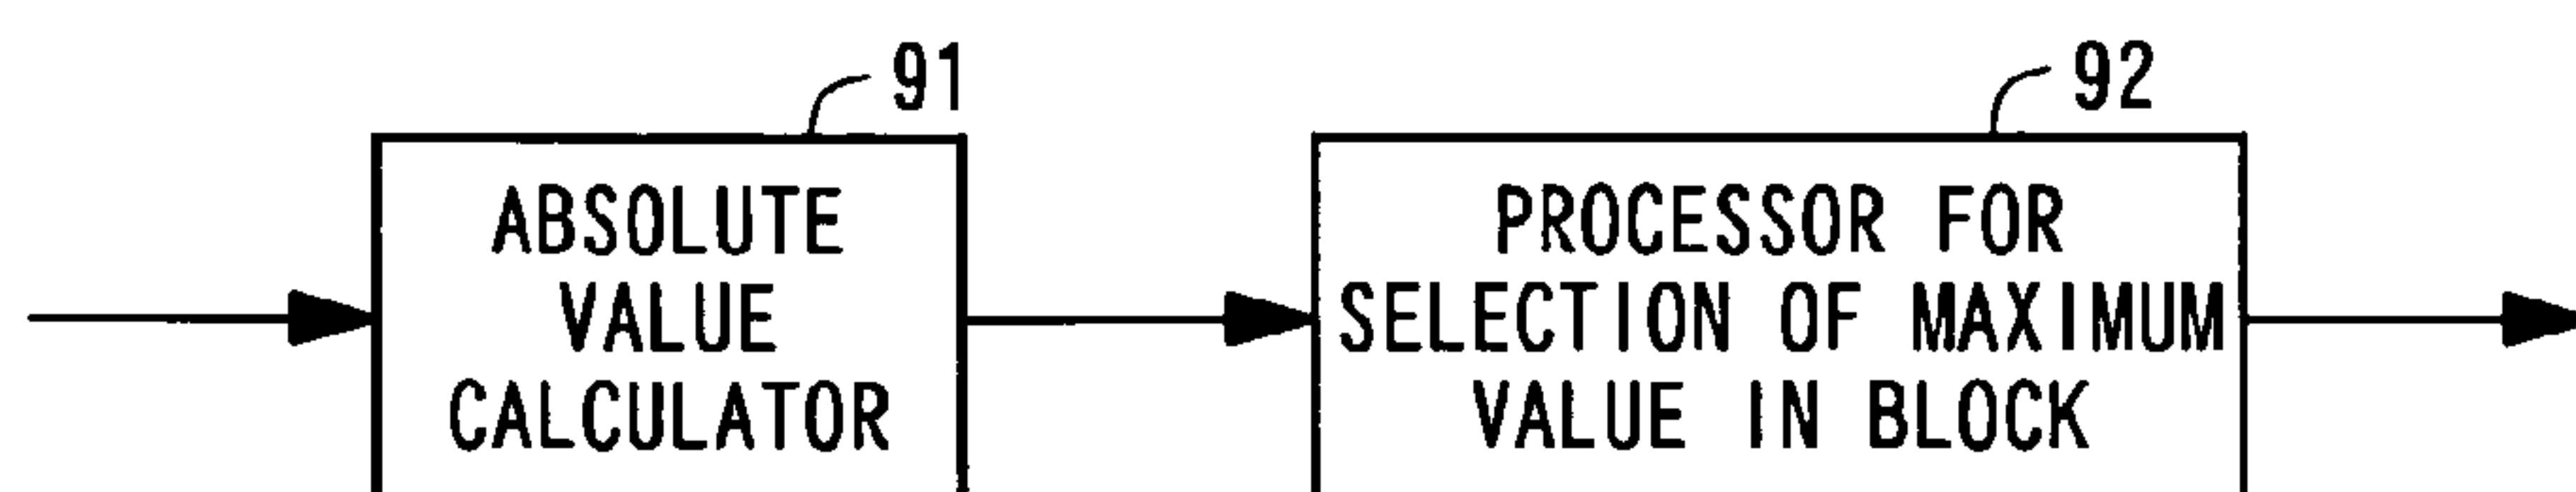 91
92
ABSOLUTE
VALUE
CALCULATOR
PROCESSOR FOR
SELECTION OF MAXIMUM
VALUE IN BLOCK